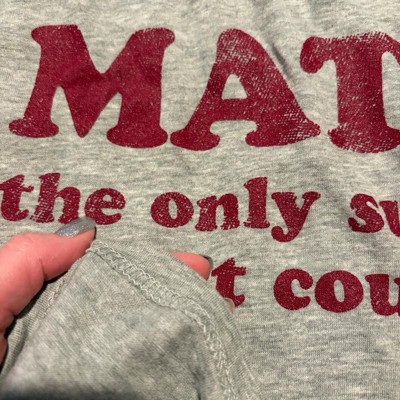 MAT
the only su
t cou